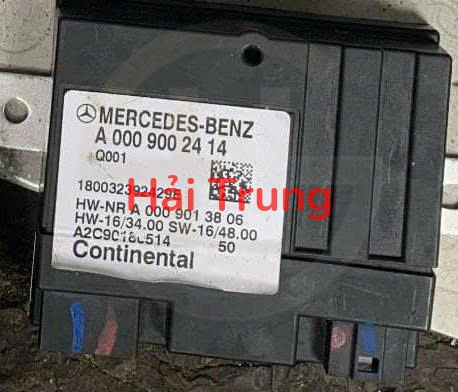 MERCEDES-BENZ
A 000 900 24 14
Q001
Hải Trung
HW-NR A 000 901 38 06
HW-16/34.00 SW-16/48.00
50
Continental